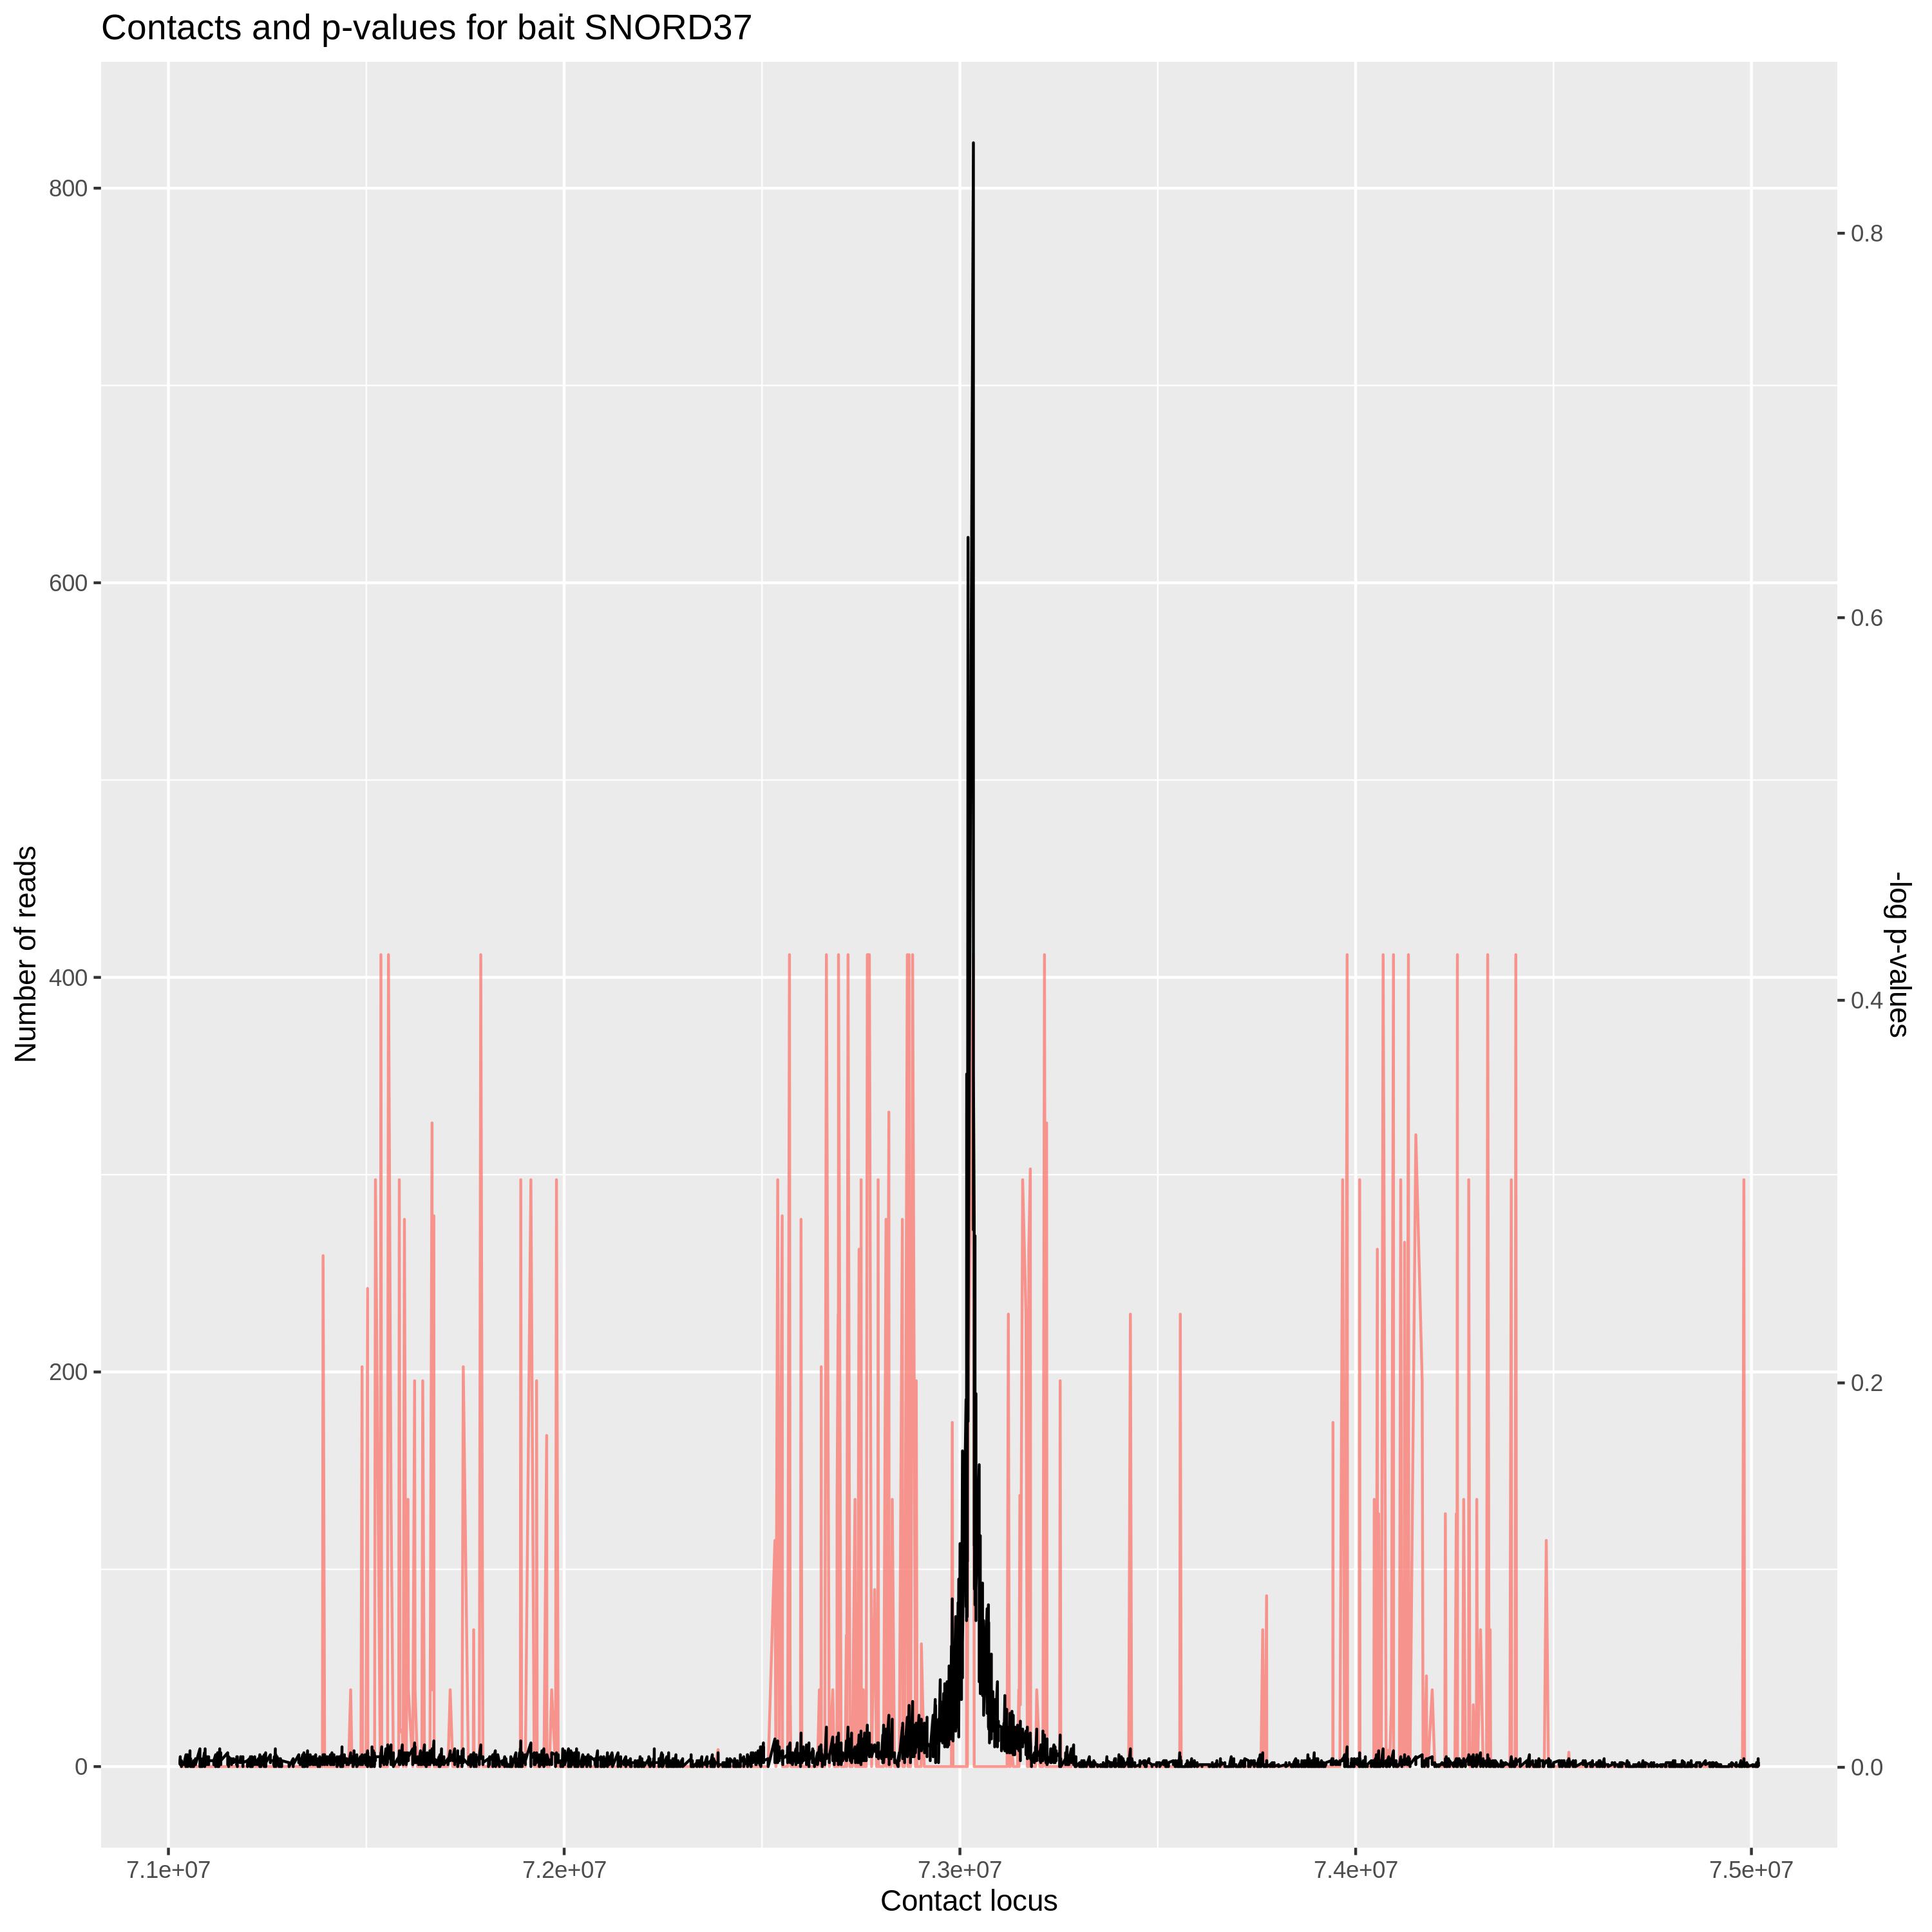 Contacts and p-values for bait SNORD37
800
600
400
200
0
Number of reads
0.8
0.6
0.4
0.2
0.0
-log p-values
7.1e+07 7.2e+07 7.3e+07 7.4e+07 7.5e+07
Contact locus